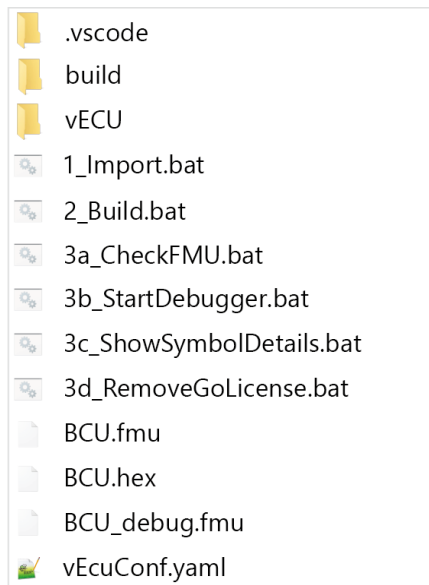 .vscode
build
vECU
1_Import.bat
2_Build.bat
3a_CheckFMU.bat
3b_StartDebugger.bat
3c_ShowSymbolDetails.bat
3d_RemoveGoLicense.bat
BCU.fmu
BCU.hex
BCU_debug.fmu
vEcuConf.yaml